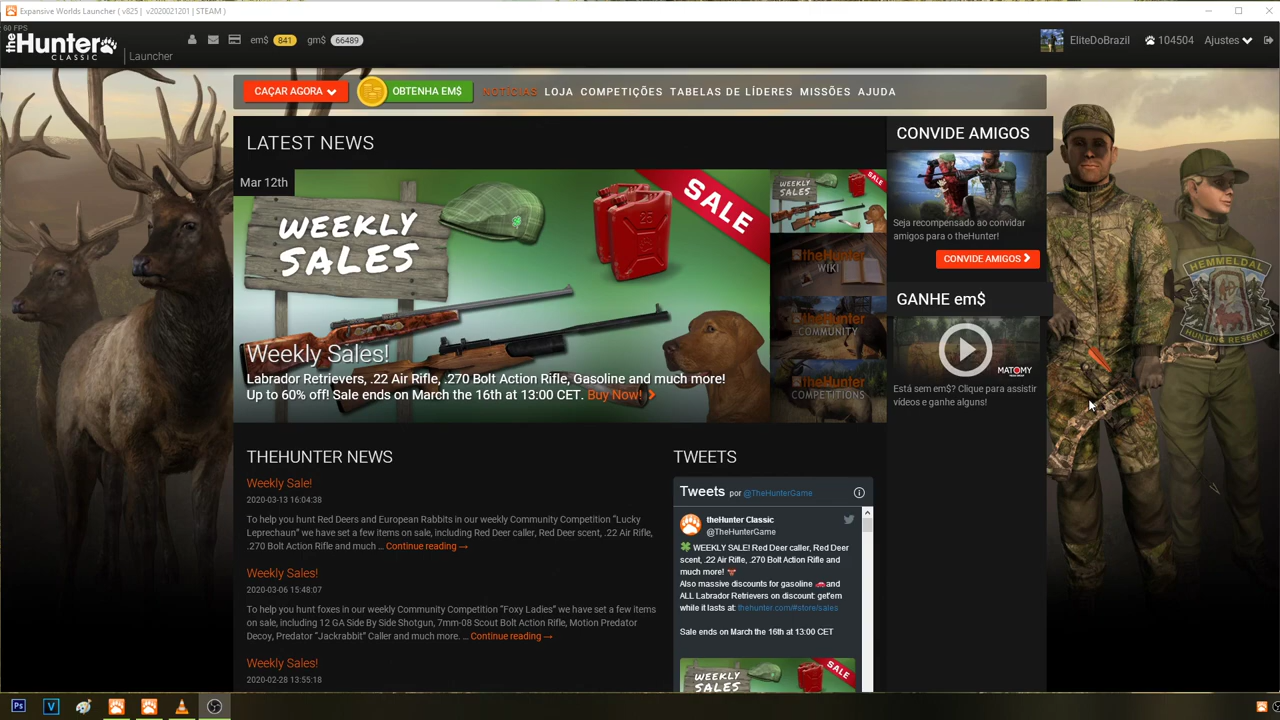 Expansive Worlds Launcher ( v825 | v2020021201 | STEAM )
60 FPS
theHunter
CLASSIC
Launcher
em$ 841 gm$ 66489
EliteDoBrazil 104504 Ajustes
CAÇAR AGORA OBTENHA EM$ NOTÍCIAS LOJA COMPETIÇÕES TABELAS DE LÍDERES MISSÕES AJUDA
LATEST NEWS
Mar 12th
WEEKLY
SALES
SALE
25
Weekly Sales!
Labrador Retrievers, .22 Air Rifle, .270 Bolt Action Rifle, Gasoline and much more!
Up to 60% off! Sale ends on March the 16th at 13:00 CET. Buy Now!
WEEKLY
SALES
SALE
theHunter
WIKI
theHunter
COMMUNITY
theHunter
COMPETITIONS
CONVIDE AMIGOS
Seja recompensado ao convidar
amigos para o theHunter!
CONVIDE AMIGOS
GANHE em$
MATOMY
Está sem em$? Clique para assistir
vídeos e ganhe alguns!
HEMMELDAL
HUNTING RESERVE
THEHUNTER NEWS
Weekly Sale!
2020-03-13 16:04:38
To help you hunt Red Deers and European Rabbits in our weekly Community Competition “Lucky
Leprechaun” we have set a few items on sale, including Red Deer caller, Red Deer scent, .22 Air Rifle,
.270 Bolt Action Rifle and much ... Continue reading →
Weekly Sales!
2020-03-06 15:48:07
To help you hunt foxes in our weekly Community Competition “Foxy Ladies” we have set a few items
on sale, including 12 GA Side By Side Shotgun, 7mm-08 Scout Bolt Action Rifle, Motion Predator
Decoy, Predator “Jackrabbit” Caller and much more. ... Continue reading →
Weekly Sales!
2020-02-28 13:55:18
TWEETS
Tweets por @TheHunterGame
theHunter Classic
@TheHunterGame
🍀 WEEKLY SALE! Red Deer caller, Red Deer
scent, .22 Air Rifle, .270 Bolt Action Rifle and
much more! 🦌
Also massive discounts for gasoline 🚗and
ALL Labrador Retrievers on discount: get'em
while it lasts at: thehunter.com/#store/sales
Sale ends on March the 16th at 13:00 CET
WEEKLY
SALES
SALE
Ps
V